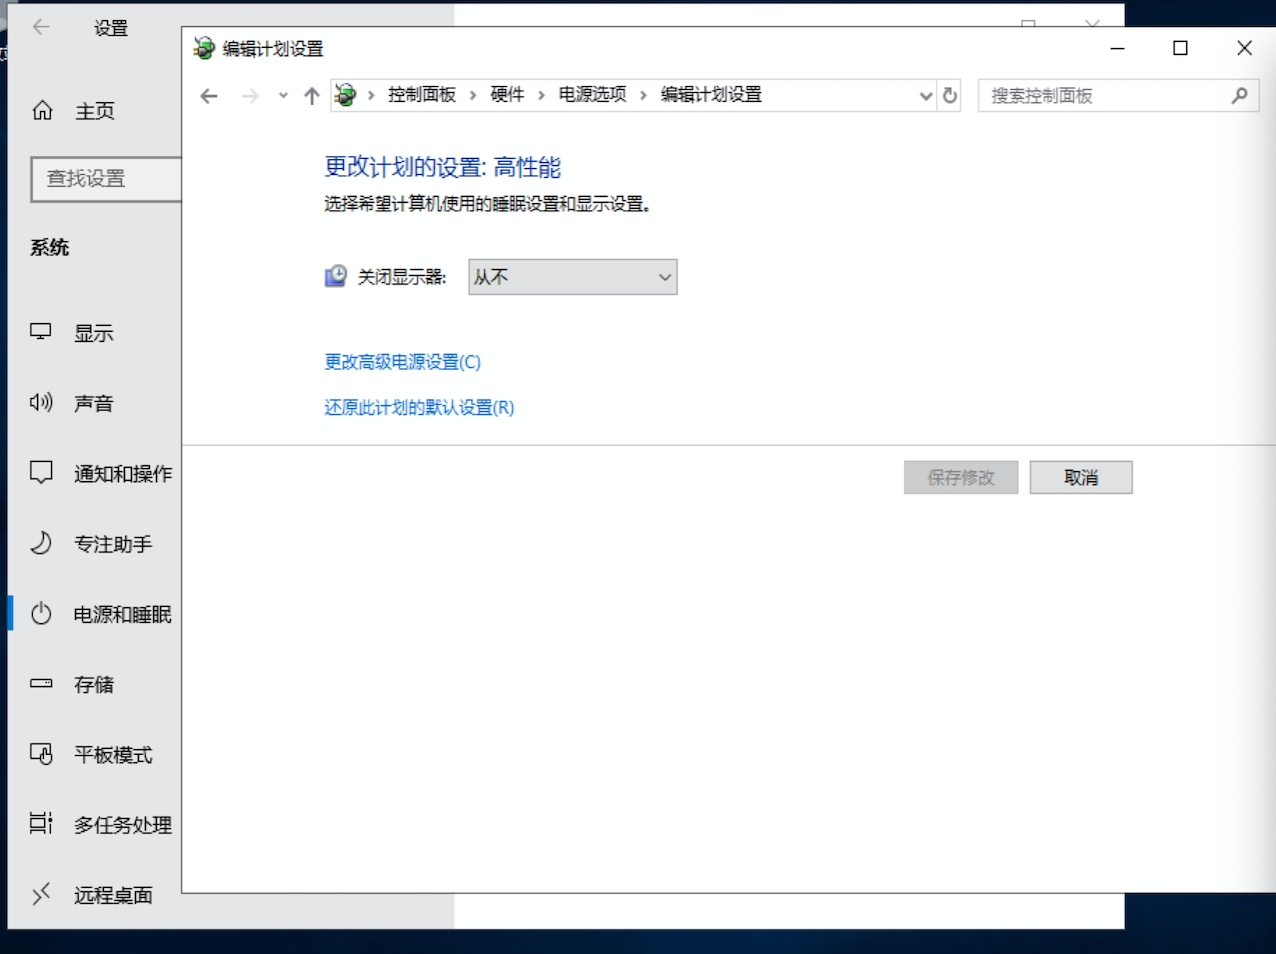 设置
编辑计划设置
控制面板 硬件 电源选项 编辑计划设置
搜索控制面板
主页
查找设置
系统
显示
声音
通知和操作
专注助手
电源和睡眠
存储
平板模式
多任务处理
远程桌面
更改计划的设置: 高性能
选择希望计算机使用的睡眠设置和显示设置。
关闭显示器: 从不
更改高级电源设置(C)
还原此计划的默认设置(R)
保存修改 取消